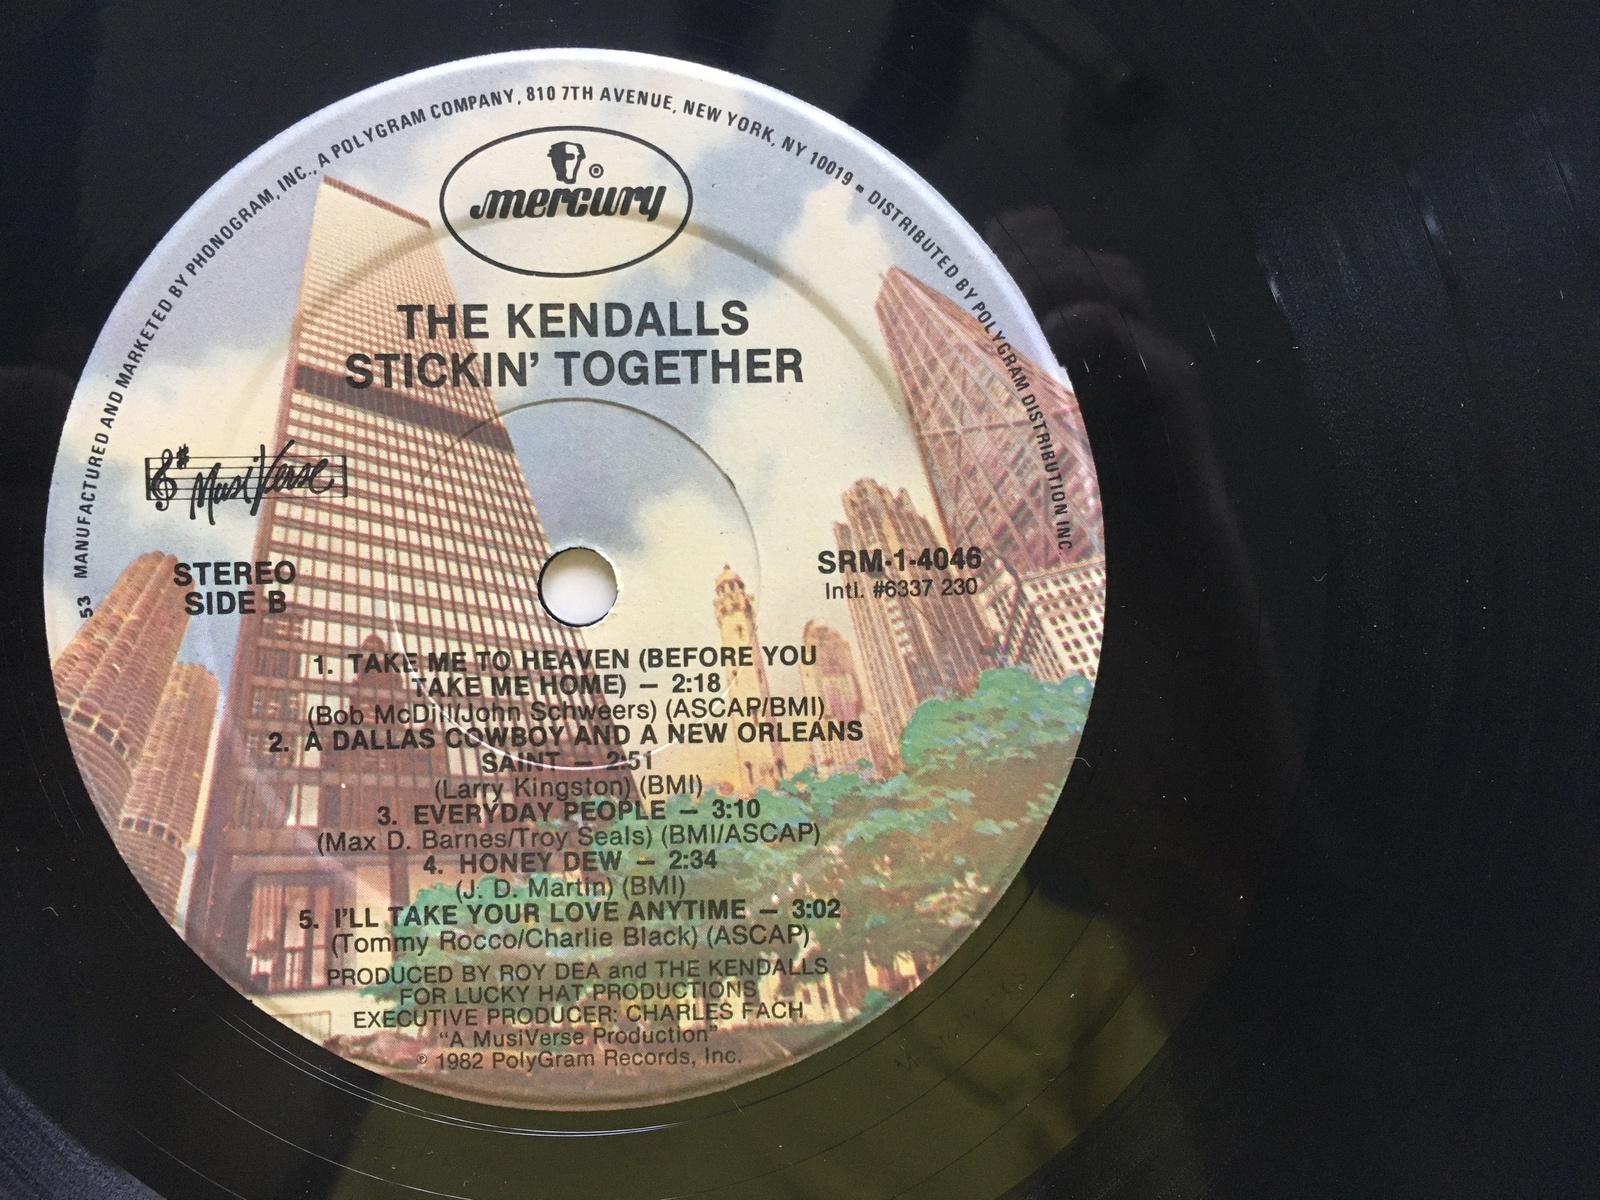 53 MANUFACTURED AND MARKETED BY PHONOGRAM, INC., A POLYGRAM COMPANY, 810 7TH AVENUE, NEW YORK, NY 10019 ▪ DISTRIBUTED BY POLYGRAM DISTRIBUTION INC
mercury ®
THE KENDALLS
STICKIN' TOGETHER
MusiVerse
STEREO
SIDE B
SRM-1-4046
Intl. #6337 230
1. TAKE ME TO HEAVEN (BEFORE YOU
TAKE ME HOME) — 2:18
(Bob McDill/John Schweers) (ASCAP/BMI)
2. A DALLAS COWBOY AND A NEW ORLEANS
SAINT — 2:51
(Larry Kingston) (BMI)
3. EVERYDAY PEOPLE — 3:10
(Max D. Barnes/Troy Seals) (BMI/ASCAP)
4. HONEY DEW — 2:34
(J. D. Martin) (BMI)
5. I'LL TAKE YOUR LOVE ANYTIME — 3:02
(Tommy Rocco/Charlie Black) (ASCAP)
PRODUCED BY ROY DEA and THE KENDALLS
FOR LUCKY HAT PRODUCTIONS
EXECUTIVE PRODUCER: CHARLES FACH
"A MusiVerse Production"
℗ 1982 PolyGram Records, Inc.